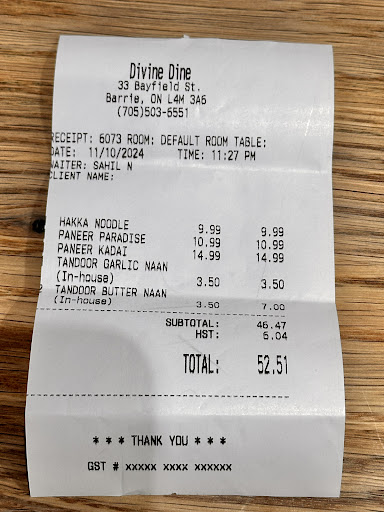 Divine Dine
33 Bayfield St.
Barrie, ON L4M 3A6
(705)503-6551
RECEIPT: 6073 ROOM: DEFAULT ROOM TABLE:
DATE: 11/10/2024 TIME: 11:27 PM
WAITER: SAHIL N
CLIENT NAME:
HAKKA NOODLE 9.99 9.99
PANEER PARADISE 10.99 10.99
PANEER KADAI 14.99 14.99
TANDOOR GARLIC NAAN
(In-house) 3.50 3.50
TANDOOR BUTTER NAAN
(In-house) 3.50 7.00
SUBTOTAL: 46.47
HST: 6.04
TOTAL: 52.51
* * * THANK YOU * * *
GST # xxxxx xxxx xxxxxx